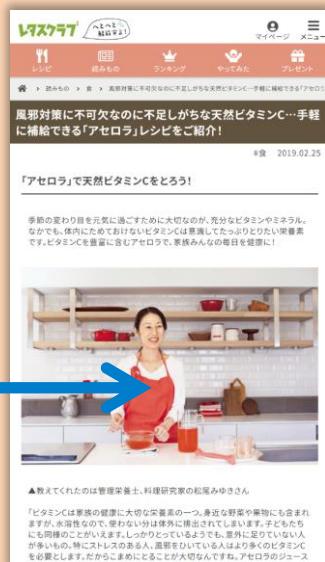 レタスクラブ へとへと解放宣言!
マイページ メニュー
レシピ 読みもの ランキング やってみた プレゼント
> 読みもの > 食 > 風邪対策に不可欠なのに不足しがちな天然ビタミンC…手軽に補給できる「アセロ
風邪対策に不可欠なのに不足しがちな天然ビタミンC…手軽
に補給できる「アセロラ」レシピをご紹介!
#食 2019.02.25
「アセロラ」で天然ビタミンCをとろう!
季節の変わり目を元気に過ごすために大切なのが、充分なビタミンやミネラル。
なかでも、体内にためておけないビタミンCは意識してたっぷりとりたい栄養素
です。ビタミンCを豊富に含むアセロラで、家族みんなの毎日を健康に!
▲教えてくれたのは管理栄養士、料理研究家の松尾みゆきさん
「ビタミンCは家族の健康に大切な栄養素の一つ。身近な野菜や果物にも含まれ
ますが、水溶性なので、使わない分は体外に排出されてしまいます。子どもたち
にも同様のことがいえます。しっかりとっているようでも、意外に足りていない人
が多いもの。特にストレスのある人、風邪をひいている人はより多くのビタミンC
を必要とします。だからこまめにとることが大切なんですね。アセロラのジュース